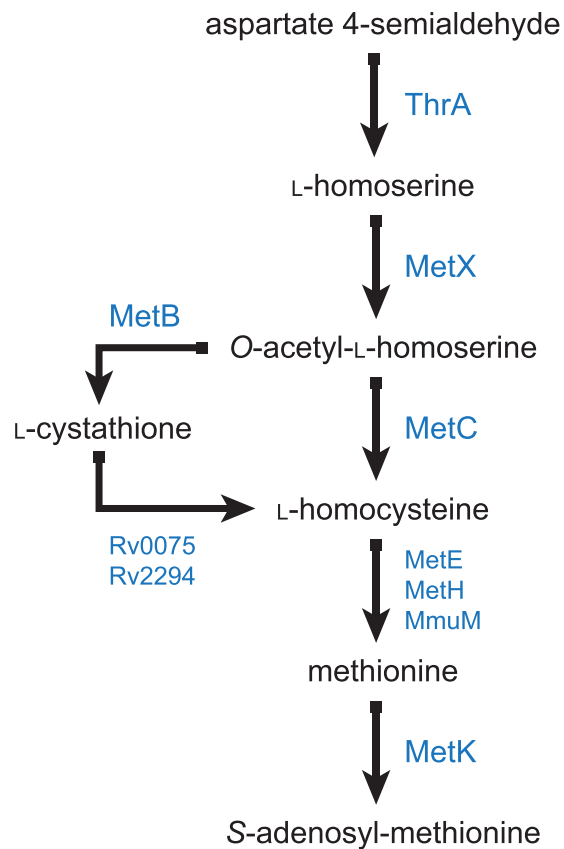 aspartate 4-semialdehyde
ThrA
L-homoserine
MetX
MetB
O-acetyl-L-homoserine
L-cystathione
MetC
L-homocysteine
Rv0075
Rv2294
MetE
MetH
MmuM
methionine
MetK
S-adenosyl-methionine